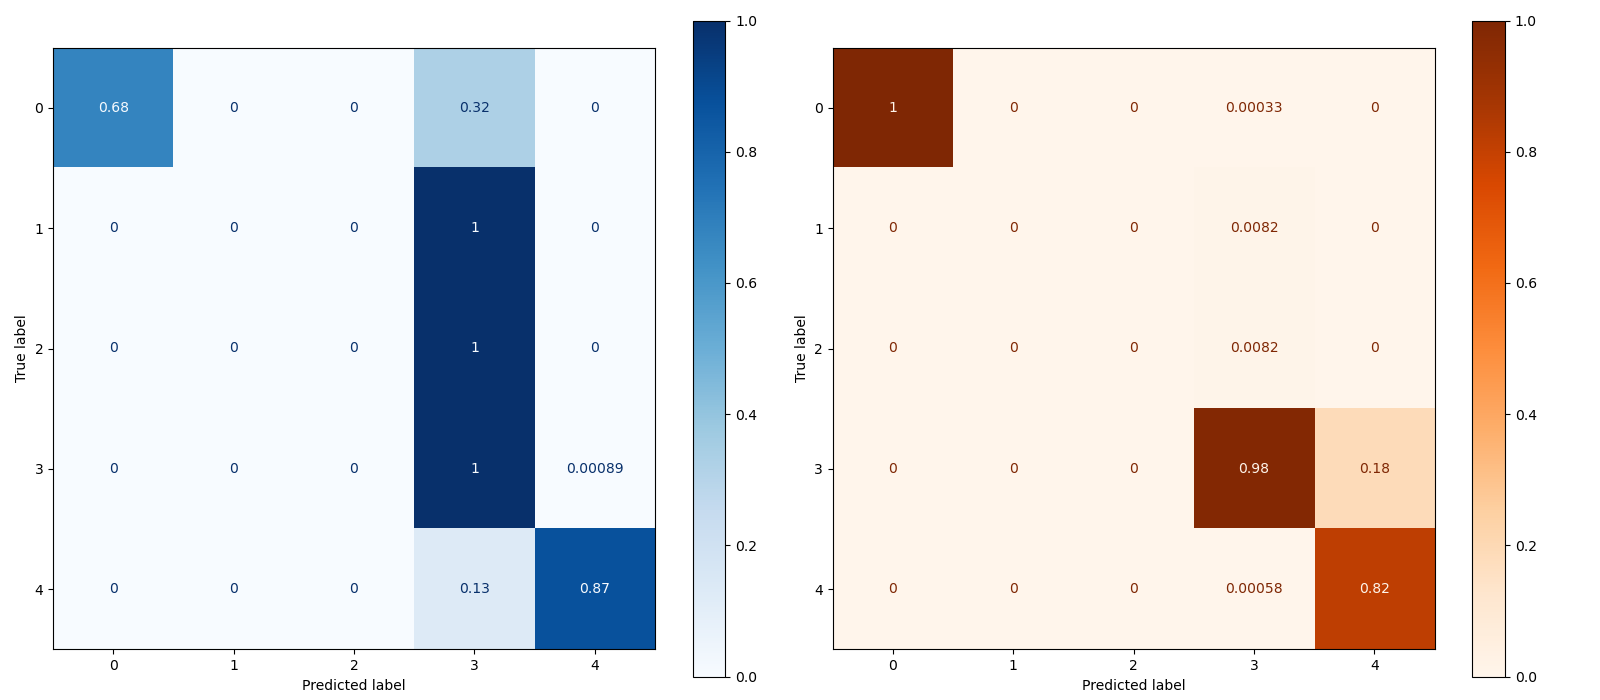 1.0
0 0.68 0 0 0.32 0
0.8
1 0 0 0 1 0
0.6
True label
2 0 0 0 1 0
0.4
3 0 0 0 1 0.00089
0.2
4 0 0 0 0.13 0.87
0.0
0 1 2 3 4
Predicted label
1.0
0 1 0 0 0.00033 0
0.8
1 0 0 0 0.0082 0
0.6
True label
2 0 0 0 0.0082 0
0.4
3 0 0 0 0.98 0.18
0.2
4 0 0 0 0.00058 0.82
0.0
0 1 2 3 4
Predicted label